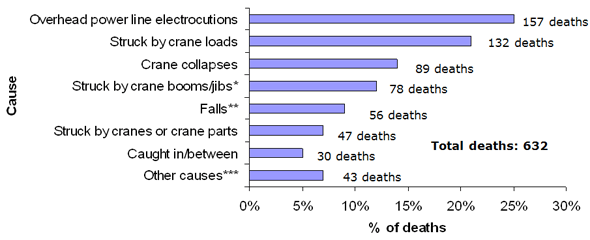 Overhead power line electrocutions 157 deaths
Struck by crane loads 132 deaths
Crane collapses 89 deaths
Struck by crane booms/jibs* 78 deaths
Falls** 56 deaths
Struck by cranes or crane parts 47 deaths
Caught in/between 30 deaths
Other causes*** 43 deaths
Cause
Total deaths: 632
0% 5% 10% 15% 20% 25% 30%
% of deaths